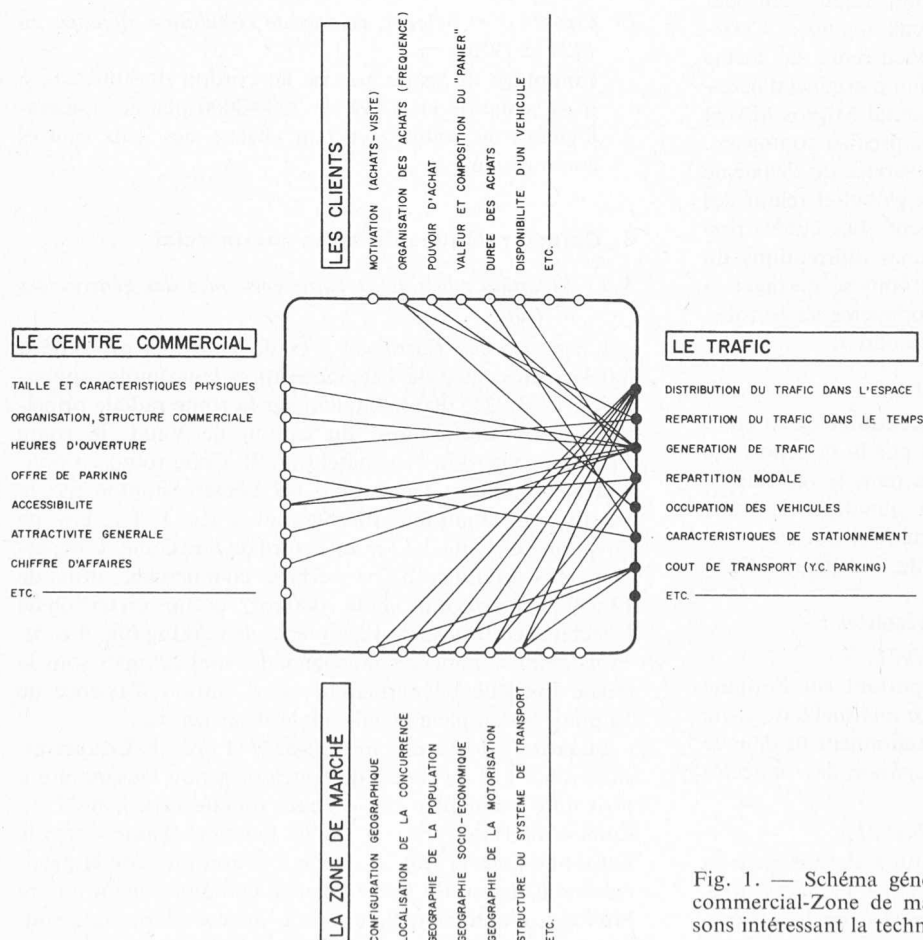 LES CLIENTS
MOTIVATION (ACHATS-VISITE)
ORGANISATION DES ACHATS (FREQUENCE)
POUVOIR D'ACHAT
VALEUR ET COMPOSITION DU "PANIER"
DUREE DES ACHATS
DISPONIBILITE D'UN VEHICULE
ETC.
LE CENTRE COMMERCIAL
TAILLE ET CARACTERISTIQUES PHYSIQUES
ORGANISATION, STRUCTURE COMMERCIALE
HEURES D'OUVERTURE
OFFRE DE PARKING
ACCESSIBILITE
ATTRACTIVITE GENERALE
CHIFFRE D'AFFAIRES
ETC.
LE TRAFIC
DISTRIBUTION DU TRAFIC DANS L'ESPACE
REPARTITION DU TRAFIC DANS LE TEMPS
GENERATION DE TRAFIC
REPARTITION MODALE
OCCUPATION DES VEHICULES
CARACTERISTIQUES DE STATIONNEMENT
COUT DE TRANSPORT (Y.C. PARKING)
ETC.
LA ZONE DE MARCHÉ
CONFIGURATION GEOGRAPHIQUE
LOCALISATION DE LA CONCURRENCE
GEOGRAPHIE DE LA POPULATION
GEOGRAPHIE SOCIO-ECONOMIQUE
GEOGRAPHIE DE LA MOTORISATION
STRUCTURE DU SYSTEME DE TRANSPORT
ETC.
Fig. 1. — Schéma géné
commercial-Zone de ma
sons intéressant la techn